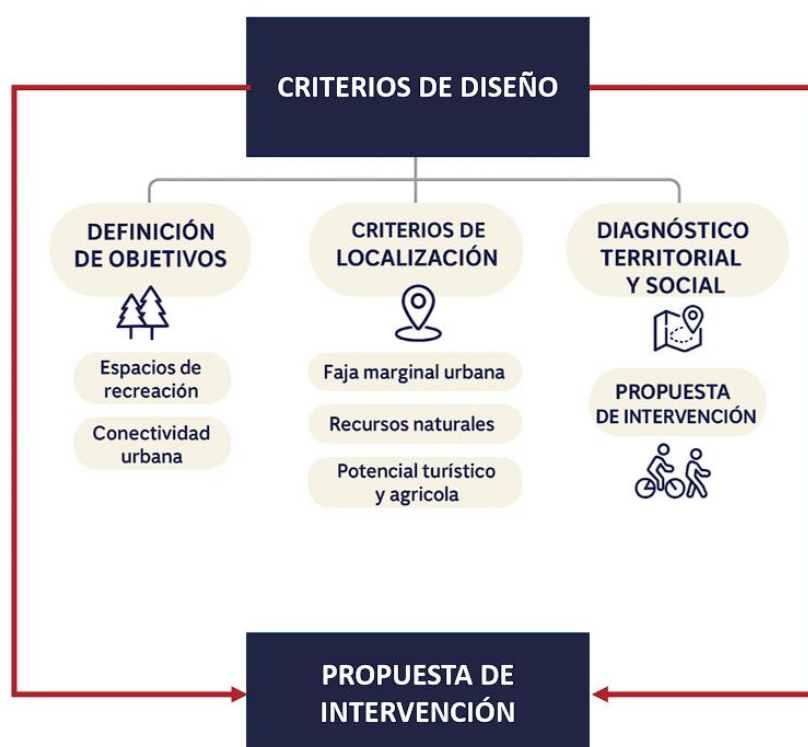 CRITERIOS DE DISEÑO
DEFINICIÓN
DE OBJETIVOS
Espacios de
recreación
Conectividad
urbana
CRITERIOS DE
LOCALIZACIÓN
Faja marginal urbana
Recursos naturales
Potencial turístico
y agricola
DIAGNÓSTICO
TERRITORIAL
Y SOCIAL
PROPUESTA
DE INTERVENCIÓN
PROPUESTA DE
INTERVENCIÓN